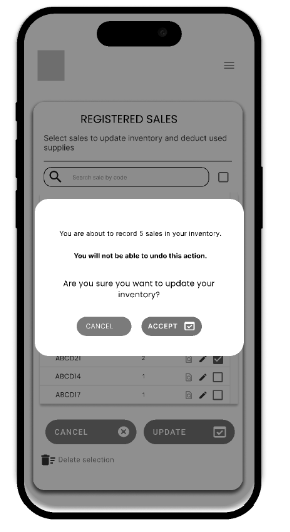 REGISTERED SALES
Select sales to update inventory and deduct used
supplies
Search sale by code
You are about to record 5 sales in your inventory.
You will not be able to undo this action.
Are you sure you want to update your
inventory?
CANCEL ACCEPT
ABCD21 2
ABCD14 1
ABCD17 1
CANCEL UPDATE
Delete selection